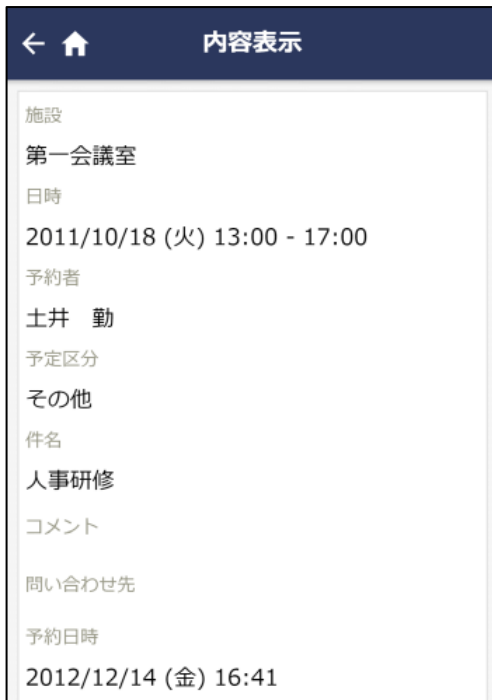 内容表示
施設
第一会議室
日時
2011/10/18 (火) 13:00 - 17:00
予約者
土井　勤
予定区分
その他
件名
人事研修
コメント
問い合わせ先
予約日時
2012/12/14 (金) 16:41